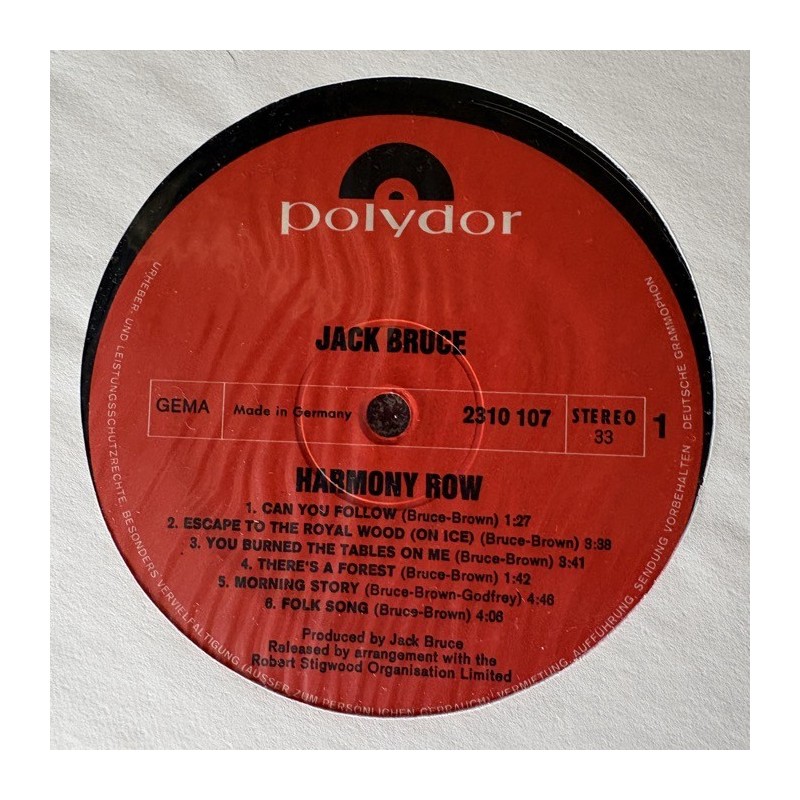 polydor
JACK BRUCE
GEMA Made in Germany 2310 107 STEREO 33 1
HARMONY ROW
1. CAN YOU FOLLOW (Bruce-Brown) 1:27
2. ESCAPE TO THE ROYAL WOOD (ON ICE) (Bruce-Brown) 3:38
3. YOU BURNED THE TABLES ON ME (Bruce-Brown) 3:41
4. THERE'S A FOREST (Bruce-Brown) 1:42
5. MORNING STORY (Bruce-Brown-Godfrey) 4:46
6. FOLK SONG (Bruce-Brown) 4:06
Produced by Jack Bruce
Released by arrangement with the
Robert Stigwood Organisation Limited
URHEBER- UND LEISTUNGSSCHUTZRECHTE, BESONDERS VERVIELFÄLTIGUNG (AUSSER ZUM PERSÖNLICHEN GEBRAUCH), VERMIETUNG, AUFFÜHRUNG, SENDUNG VORBEHALTEN, DEUTSCHE GRAMMOPHON